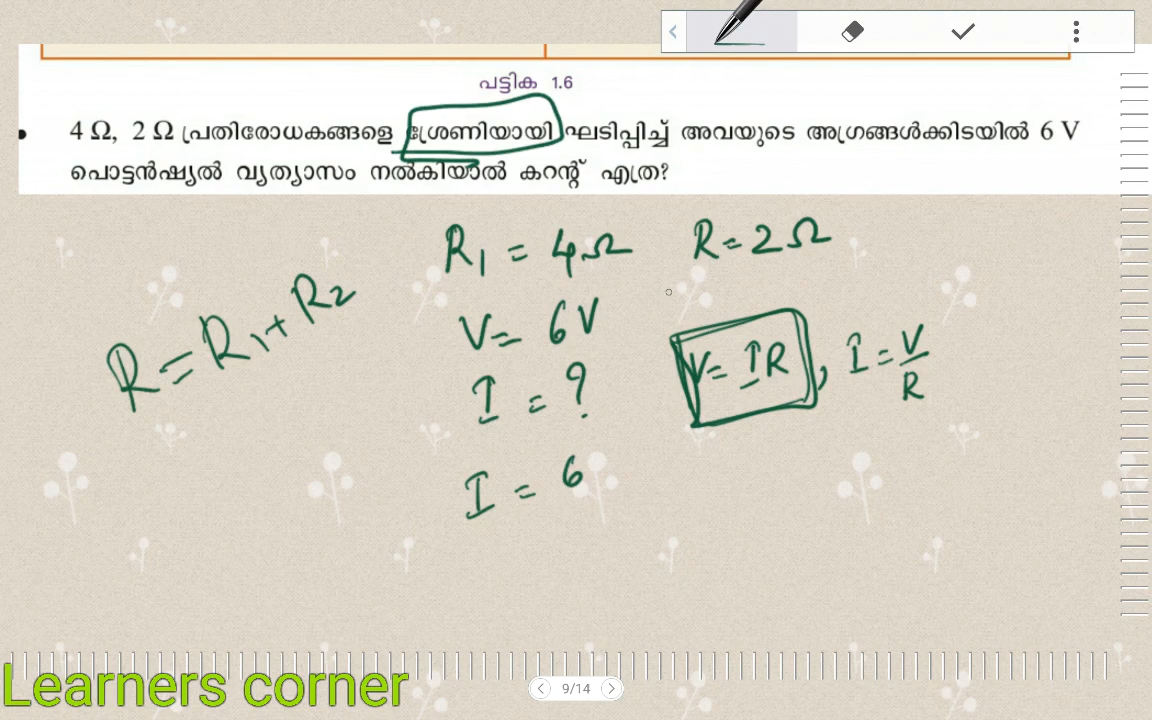 പട്ടിക 1.6
4 Ω, 2 Ω പ്രതിരോധകങ്ങളെ ശ്രേണിയായി ഘടിപ്പിച്ച് അവയുടെ അഗ്രങ്ങൾക്കിടയിൽ 6 V
പൊട്ടൻഷ്യൽ വ്യത്യാസം നൽകിയാൽ കറന്റ് എത്ര?
R₁ = 4Ω R = 2Ω
R = R₁ + R₂
V = 6V
V = IR, I = V/R
I = ?
I = 6
Learners corner
9/14